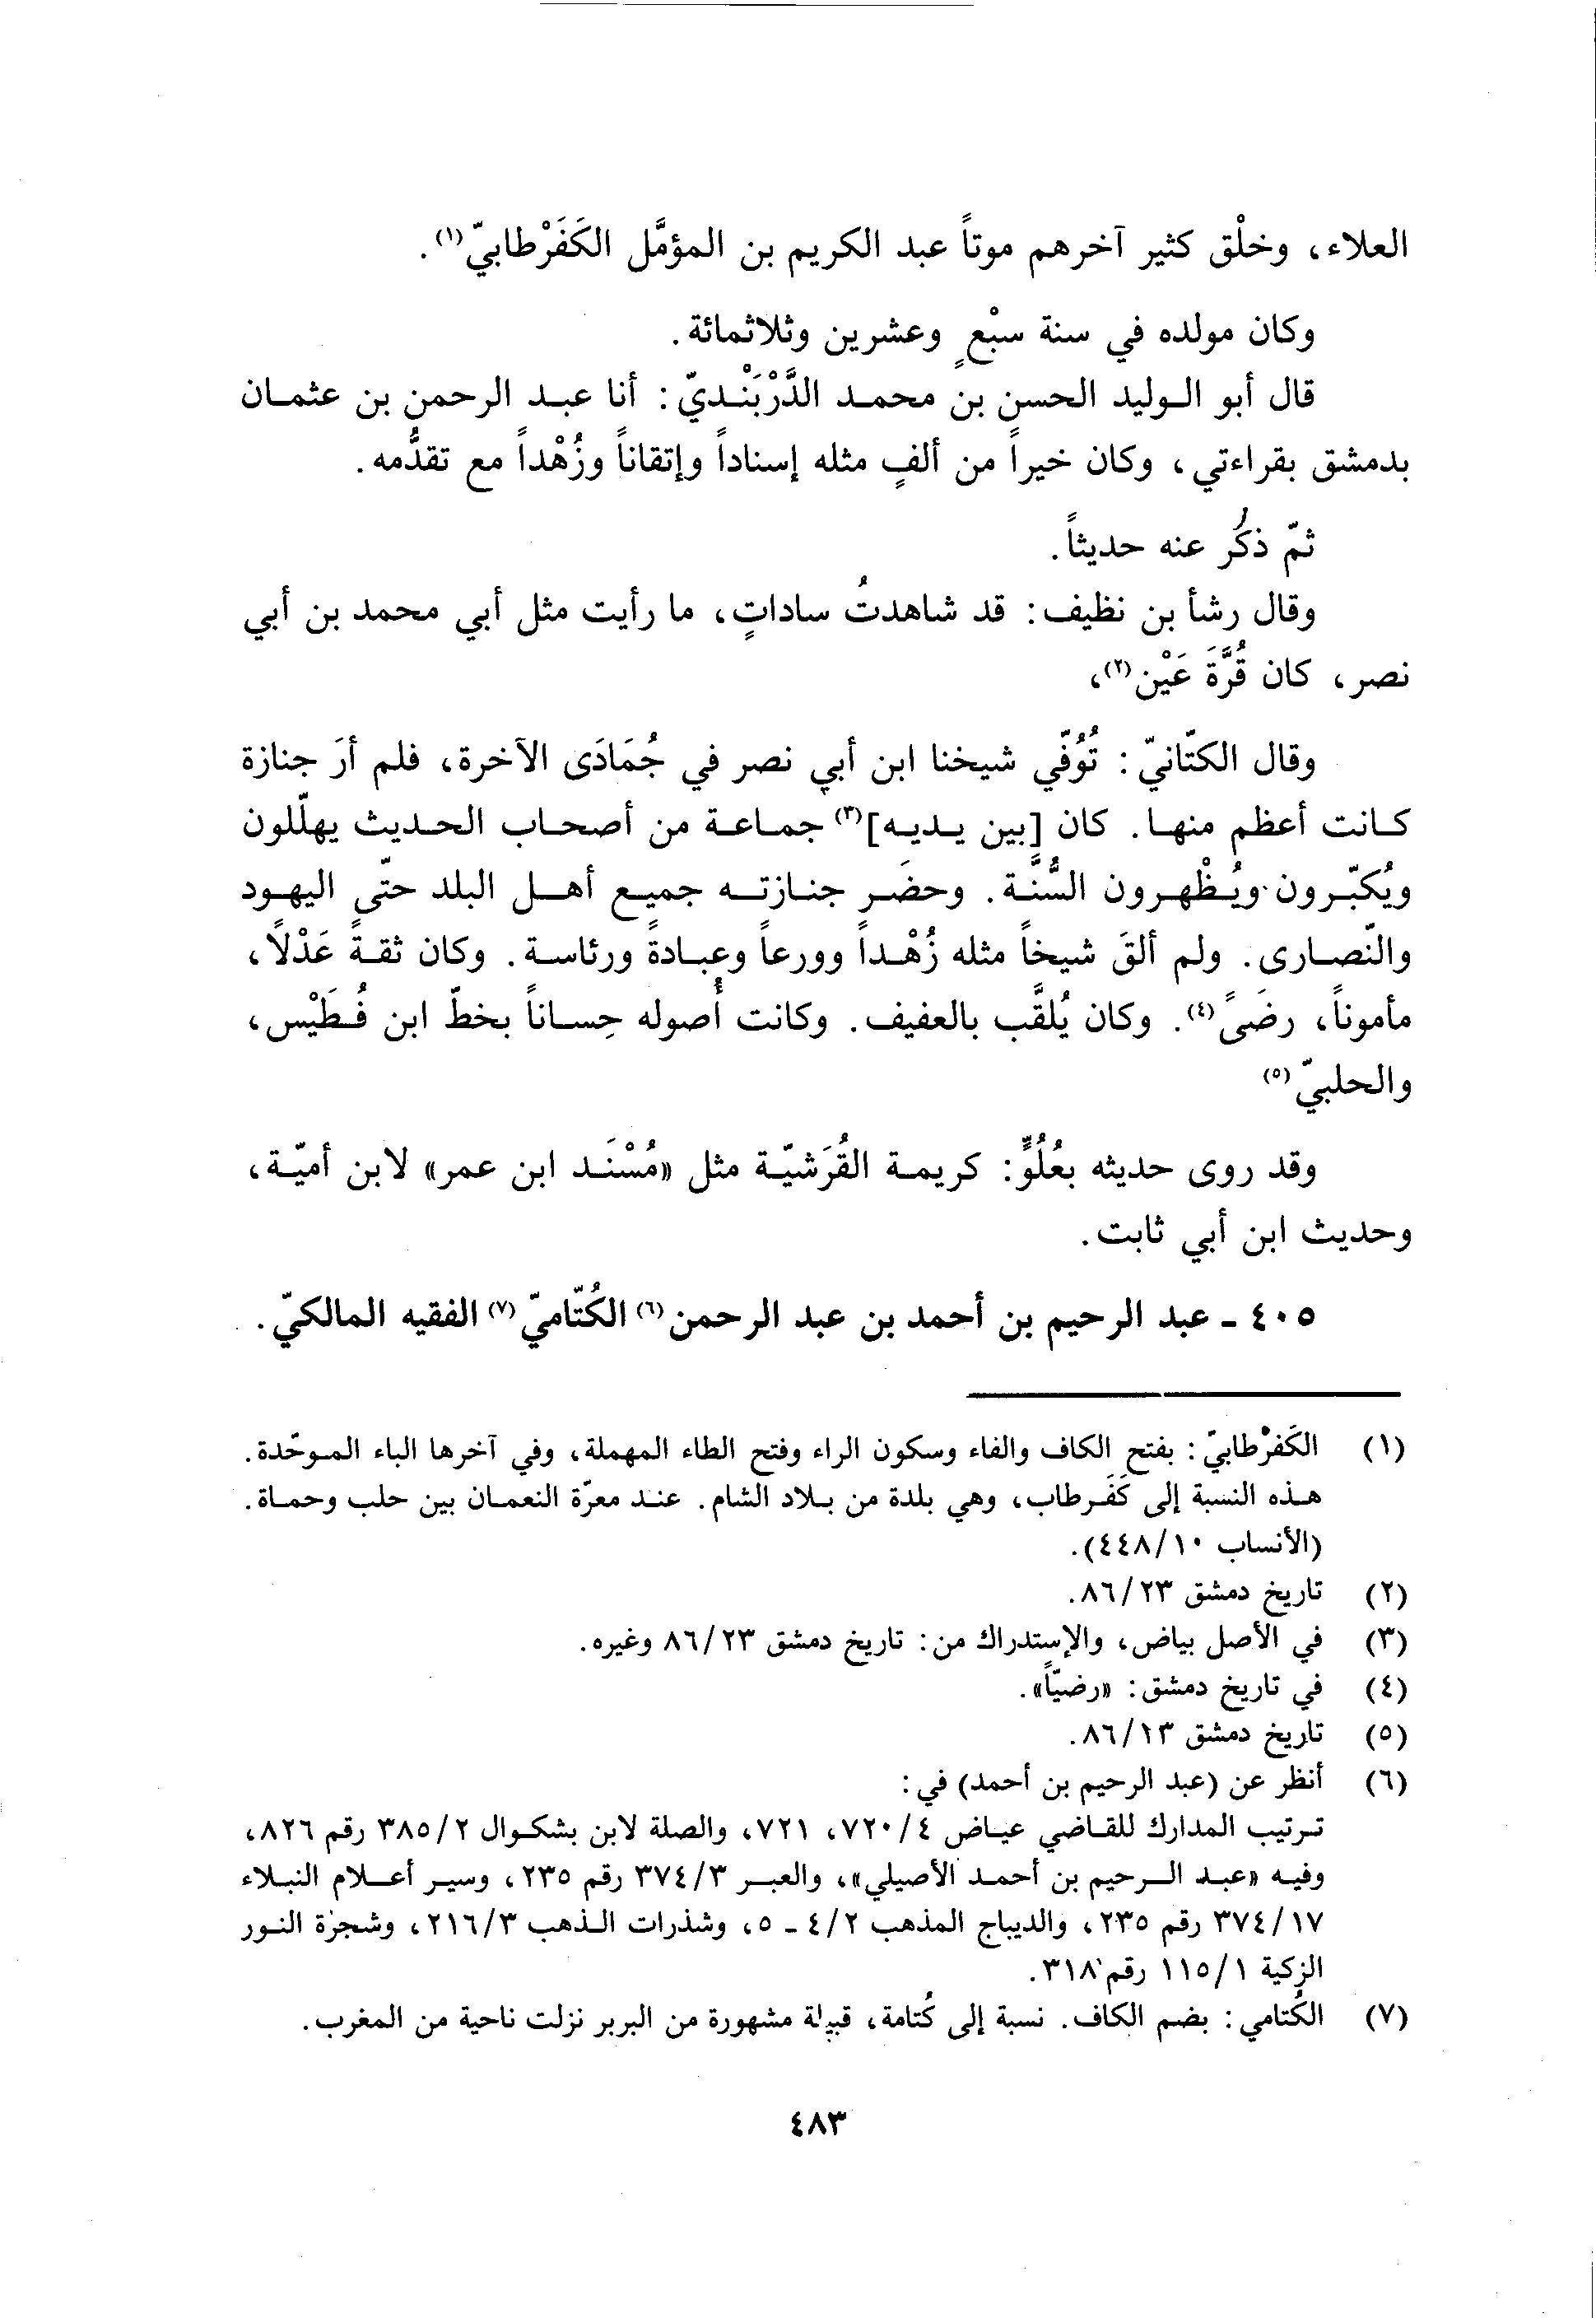 العلاء، وخلْق كثير آخرهم موتاً عبد الكريم بن المؤمَّل الكَفَرْطابيّ(١).
وكان مولده في سنة سبْعٍ وعشرين وثلاثمائة.
قال أبو الوليد الحسن بن محمد الدَّرْبَنْديّ: أنا عبد الرحمن بن عثمان
بدمشق بقراءتي، وكان خيراً من ألفٍ مثله إسناداً وإتقاناً وزُهْداً مع تقدُّمه.
ثمّ ذكُر عنه حديثاً.
وقال رشأ بن نظيف: قد شاهدتُ ساداتٍ، ما رأيت مثل أبي محمد بن أبي
نصر، كان قُرَّةَ عَيْن(٢)،
وقال الكتّانيّ: تُوُفّي شيخنا ابن أبي نصر في جُمَادَى الآخرة، فلم أرَ جنازة
كانت أعظم منها. كان [بين يديه](٣) جماعة من أصحاب الحديث يهلّلون
ويُكبّرون ويُظْهرون السُّنَّة. وحضَر جنازته جميع أهل البلد حتّى اليهود
والنّصارى. ولم ألقَ شيخاً مثله زُهْداً وورعاً وعبادةً ورئاسة. وكان ثقةً عَدْلاً،
مأموناً، رضَىً(٤). وكان يُلقَّب بالعفيف. وكانت أُصوله حِساناً بخطّ ابن فُطَيْس،
والحلبيّ(٥)
وقد روى حديثه بعُلُوٍّ: كريمة القُرَشيّة مثل «مُسْنَد ابن عمر» لابن أميّة،
وحديث ابن أبي ثابت.
٤٠٥ ـ عبد الرحيم بن أحمد بن عبد الرحمن(٦) الكُتّاميّ(٧) الفقيه المالكيّ.
(١) الكَفرْطابيّ: بفتح الكاف والفاء وسكون الراء وفتح الطاء المهملة، وفي آخرها الباء الموحّدة.
هذه النسبة إلى كَفَرطاب، وهي بلدة من بلاد الشام. عند معرّة النعمان بين حلب وحماة.
(الأنساب ٤٤٨/١٠).
(٢) تاريخ دمشق ٨٦/٢٣.
(٣) في الأصل بياض، والإستدراك من: تاريخ دمشق ٨٦/٢٣ وغيره.
(٤) في تاريخ دمشق: «رضيّاً».
(٥) تاريخ دمشق ٨٦/١٣.
(٦) أنظر عن (عبد الرحيم بن أحمد) في:
ترتيب المدارك للقاضي عياض ٧٢٠/٤، ٧٢١، والصلة لابن بشكوال ٣٨٥/٢ رقم ٨٢٦،
وفيه «عبد الرحيم بن أحمد الأصيلي»، والعبر ٣٧٤/٣ رقم ٢٣٥، وسير أعلام النبلاء
٣٧٤/١٧ رقم ٢٣٥، والديباج المذهب ٤/٢ ـ ٥، وشذرات الذهب ٢١٦/٣، وشجرة النور
الزكية ١١٥/١ رقم ٣١٨.
(٧) الكُتامي: بضم الكاف. نسبة إلى كُتامة، قبيلة مشهورة من البربر نزلت ناحية من المغرب.
٤٨٣